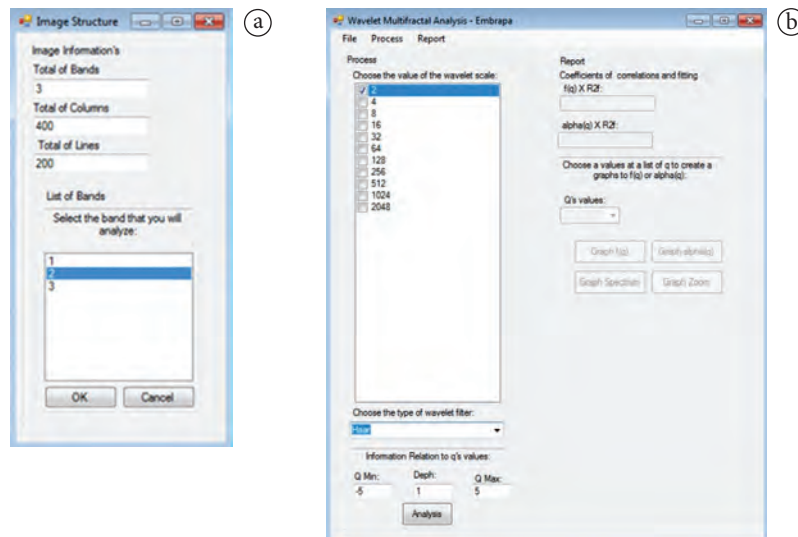 Image Structure
a
Image Information's
Total of Bands
3
Total of Columns
400
Total of Lines
200
List of Bands
Select the band that you will
analyze:
1
2
3
OK
Cancel
Wavelet Multifractal Analysis - Embrapa
b
File Process Report
Process
Choose the value of the wavelet scale:
2
4
8
16
32
64
128
256
512
1024
2048
Choose the type of wavelet filter:
Haar
Information Relation to q's values:
Q Min: Deph: Q Max:
-5 1 5
Analysis
Report
Coefficients of correlations and fitting
f(q) X R2f:
alpha(q) X R2f:
Choose a values at a list of q to create a
graphs to f(q) or alpha(q):
Q's values:
Graph f(q) Graph alpha(q)
Graph Spectrum Graph Zoom